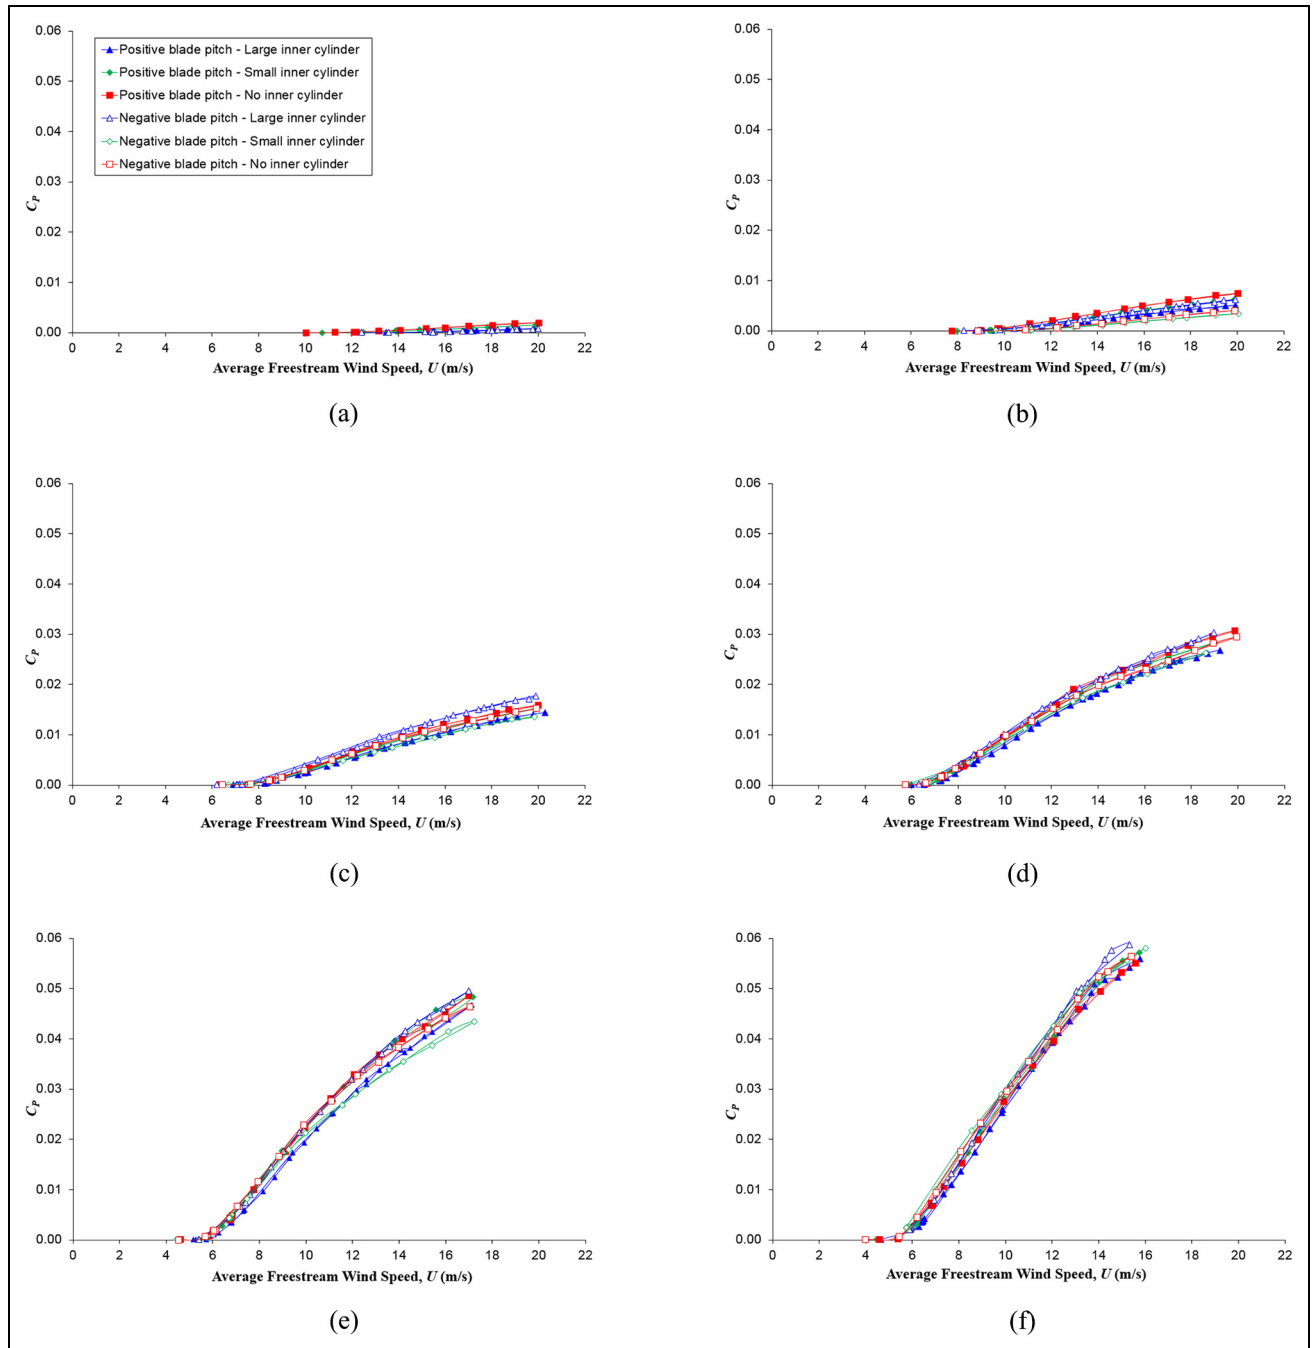 0.06
0.05
0.04
0.03
0.02
0.01
0.00
C_P
Positive blade pitch - Large inner cylinder
Positive blade pitch - Small inner cylinder
Positive blade pitch - No inner cylinder
Negative blade pitch - Large inner cylinder
Negative blade pitch - Small inner cylinder
Negative blade pitch - No inner cylinder
0 2 4 6 8 10 12 14 16 18 20 22
Average Freestream Wind Speed, U (m/s)
(a)
0.06
0.05
0.04
0.03
0.02
0.01
0.00
C_P
0 2 4 6 8 10 12 14 16 18 20 22
Average Freestream Wind Speed, U (m/s)
(b)
0.06
0.05
0.04
0.03
0.02
0.01
0.00
C_P
0 2 4 6 8 10 12 14 16 18 20 22
Average Freestream Wind Speed, U (m/s)
(c)
0.06
0.05
0.04
0.03
0.02
0.01
0.00
C_P
0 2 4 6 8 10 12 14 16 18 20 22
Average Freestream Wind Speed, U (m/s)
(d)
0.06
0.05
0.04
0.03
0.02
0.01
0.00
C_P
0 2 4 6 8 10 12 14 16 18 20 22
Average Freestream Wind Speed, U (m/s)
(e)
0.06
0.05
0.04
0.03
0.02
0.01
0.00
C_P
0 2 4 6 8 10 12 14 16 18 20 22
Average Freestream Wind Speed, U (m/s)
(f)